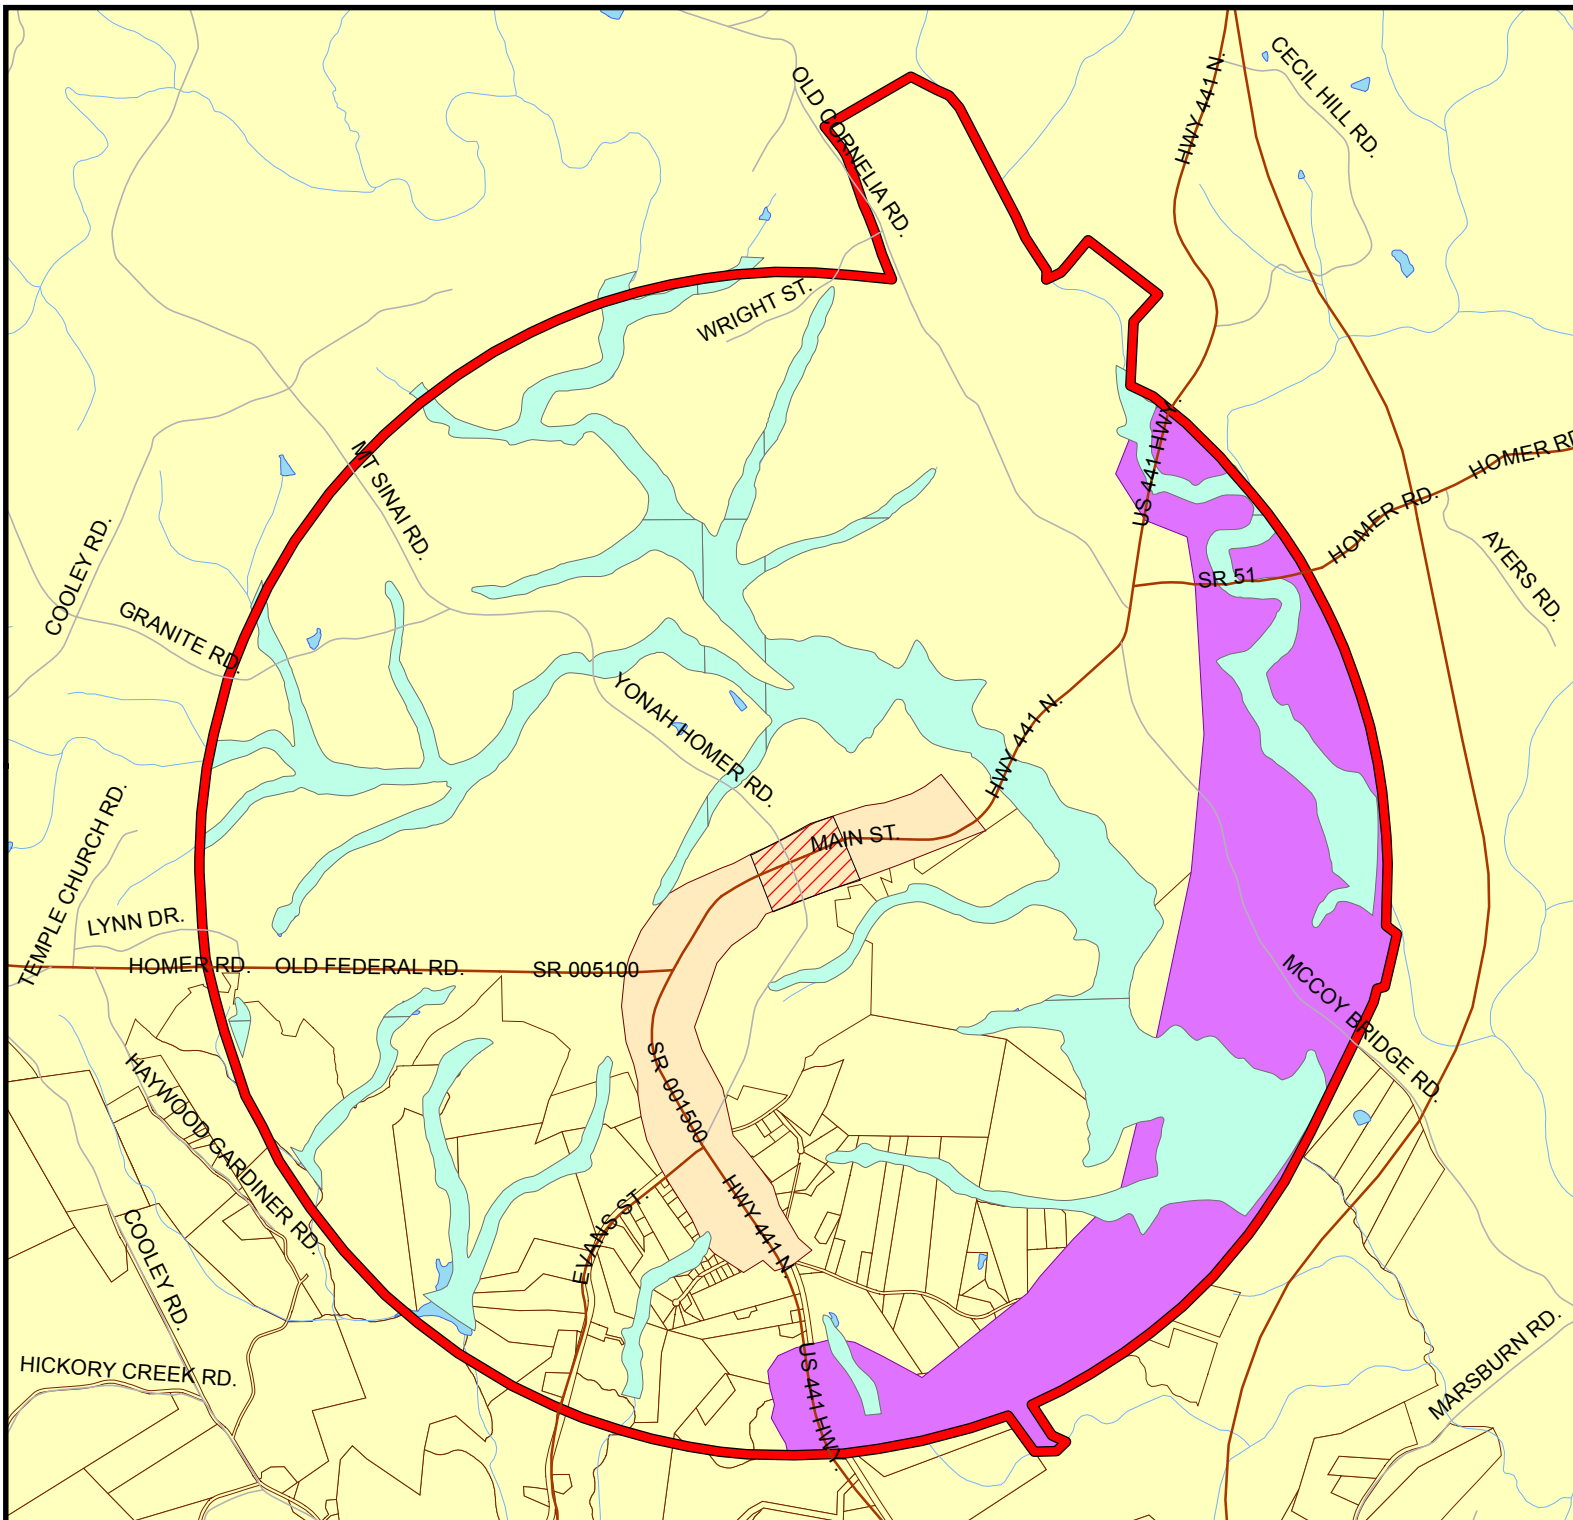 OLD CORNELIA RD.
HWY 441 N.
CECIL HILL RD.
WRIGHT ST.
US 441 HWY.
HOMER RD
HOMER RD.
MT SINAI RD.
COOLEY RD.
AYERS RD.
SR 51
GRANITE RD.
YONAH HOMER RD.
HWY 441 N.
MAIN ST.
TEMPLE CHURCH RD.
LYNN DR.
HOMER RD.
OLD FEDERAL RD.
SR 005100
MCCOY BRIDGE RD.
SR 001500
HAYWOOD GARDINER RD.
HWY 441 N.
EVANS ST.
COOLEY RD.
HICKORY CREEK RD.
US 441 HWY.
MARSBURN RD.